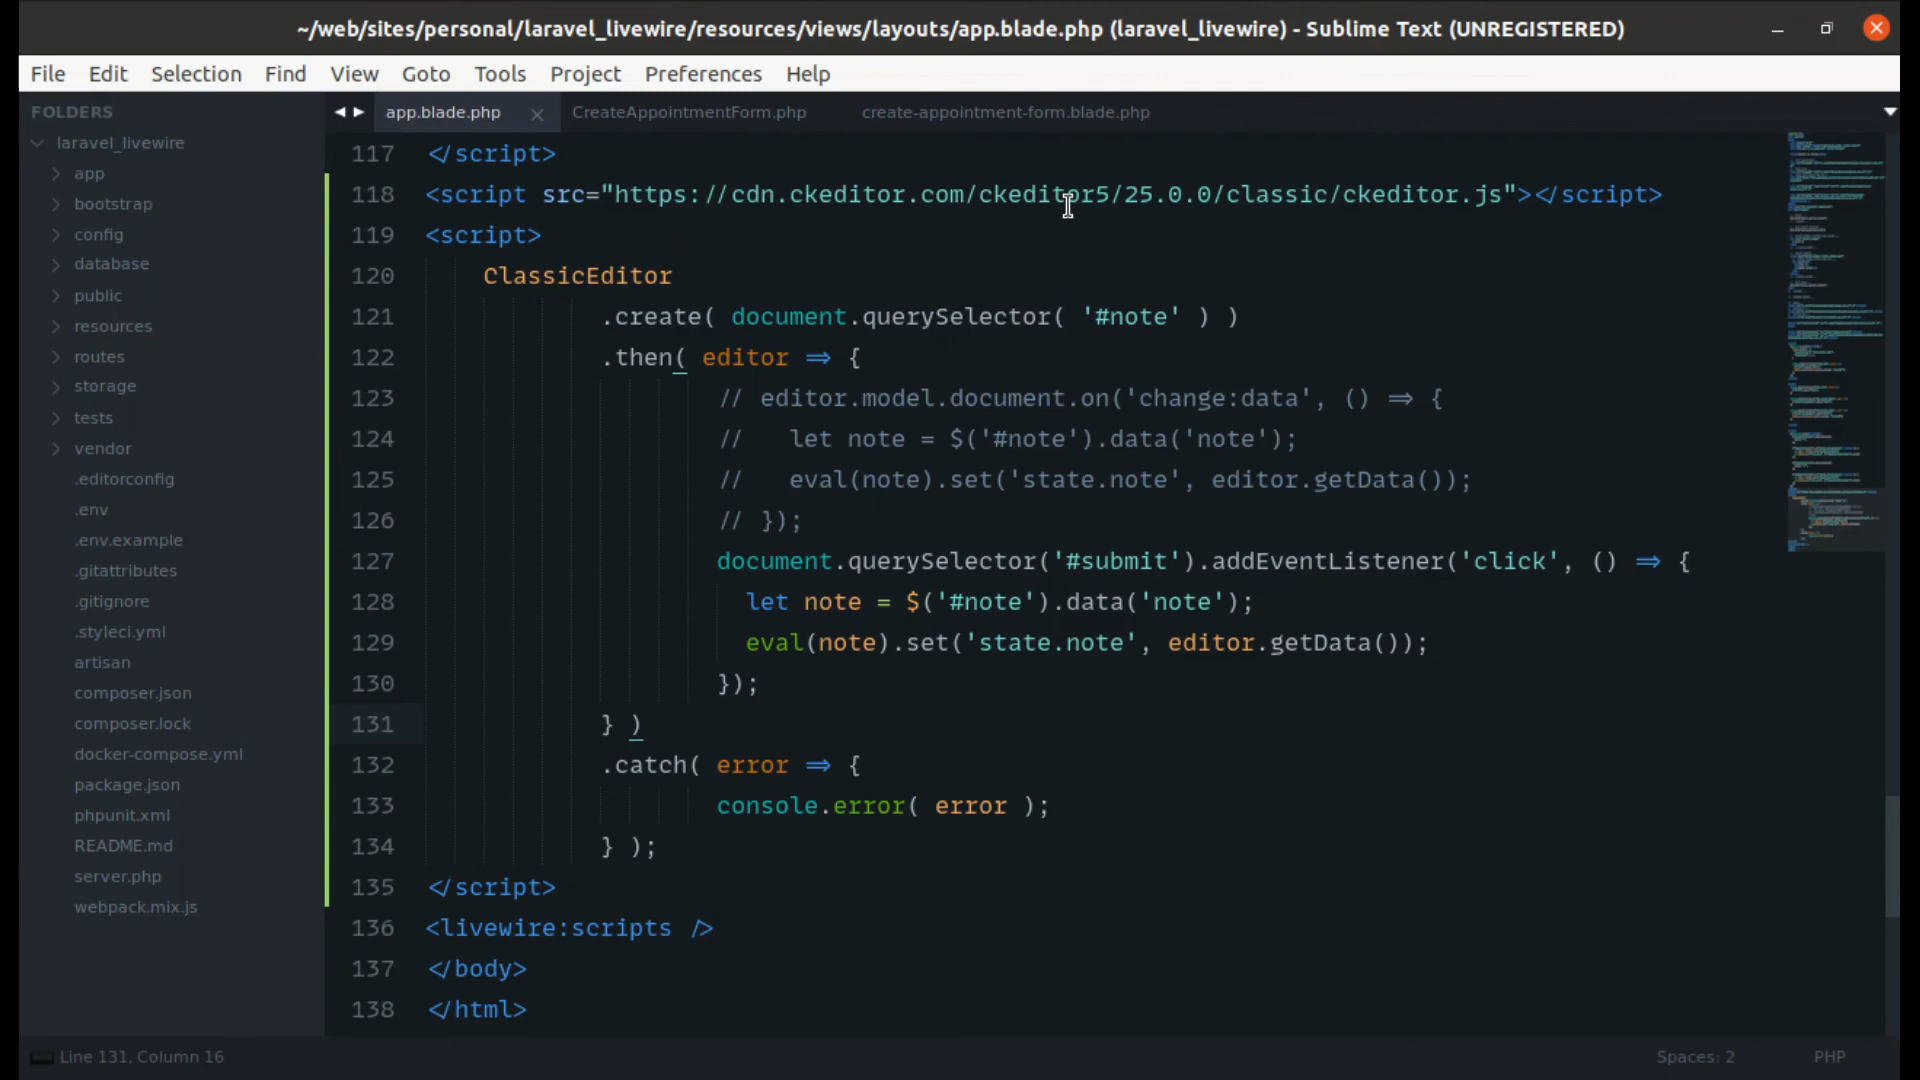 ~/web/sites/personal/laravel_livewire/resources/views/layouts/app.blade.php (laravel_livewire) - Sublime Text (UNREGISTERED)
File Edit Selection Find View Goto Tools Project Preferences Help
FOLDERS
laravel_livewire
app
bootstrap
config
database
public
resources
routes
storage
tests
vendor
.editorconfig
.env
.env.example
.gitattributes
.gitignore
.styleci.yml
artisan
composer.json
composer.lock
docker-compose.yml
package.json
phpunit.xml
README.md
server.php
webpack.mix.js
app.blade.php CreateAppointmentForm.php create-appointment-form.blade.php
117 </script>
118 <script src="https://cdn.ckeditor.com/ckeditor5/25.0.0/classic/ckeditor.js"></script>
119 <script>
120 ClassicEditor
121 .create( document.querySelector( '#note' ) )
122 .then( editor => {
123 // editor.model.document.on('change:data', () => {
124 // let note = $('#note').data('note');
125 // eval(note).set('state.note', editor.getData());
126 // });
127 document.querySelector('#submit').addEventListener('click', () => {
128 let note = $('#note').data('note');
129 eval(note).set('state.note', editor.getData());
130 });
131 } )
132 .catch( error => {
133 console.error( error );
134 } );
135 </script>
136 <livewire:scripts />
137 </body>
138 </html>
Line 131, Column 16 Spaces: 2 PHP